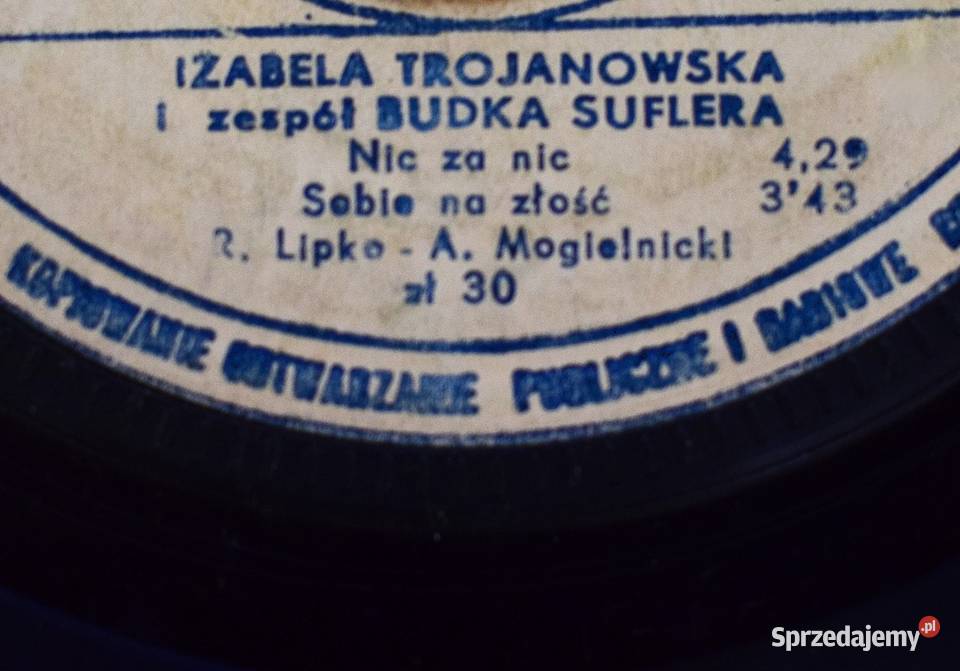 IZABELA TROJANOWSKA
i zespół BUDKA SUFLERA
Nic za nic 4,29
Sobie na złość 3'43
R. Lipko - A. Mogielnicki
zł 30
KOPIOWANIE ODTWARZANIE PUBLICZNE I RADIOWE
Sprzedajemy.pl